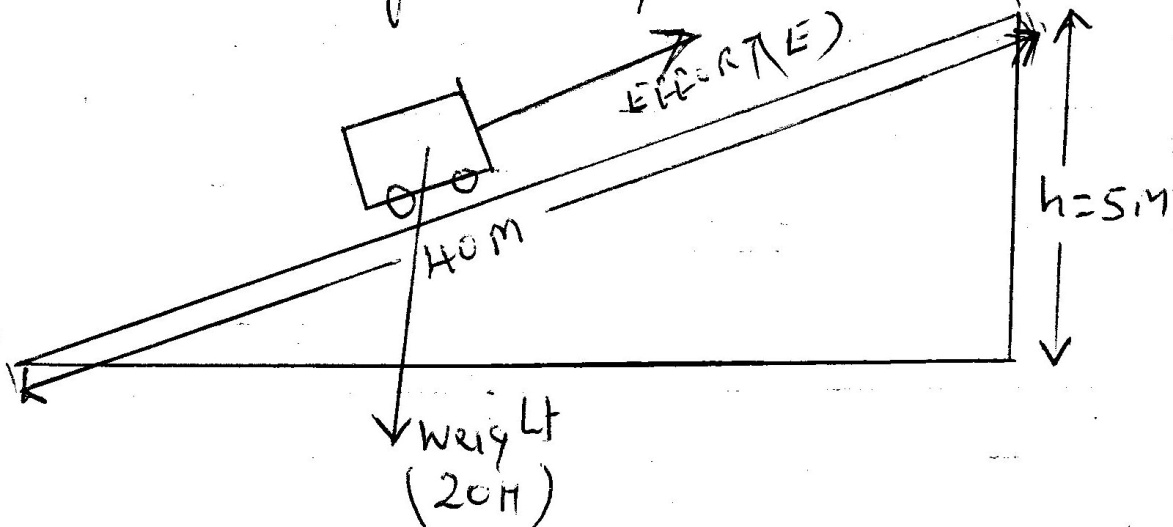 EFFORT(E)
h=5M
40M
Weight
(20N)